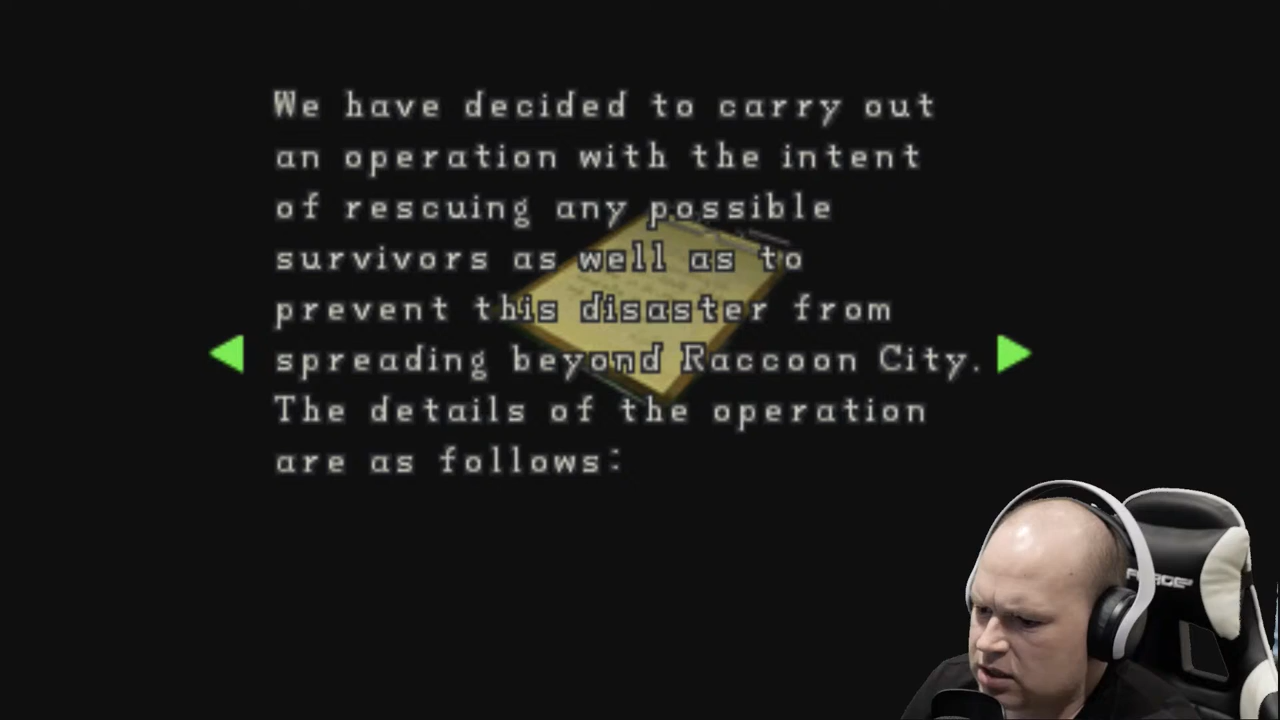 We have decided to carry out
an operation with the intent
of rescuing any possible
survivors as well as to
prevent this disaster from
spreading beyond Raccoon City.
The details of the operation
are as follows: